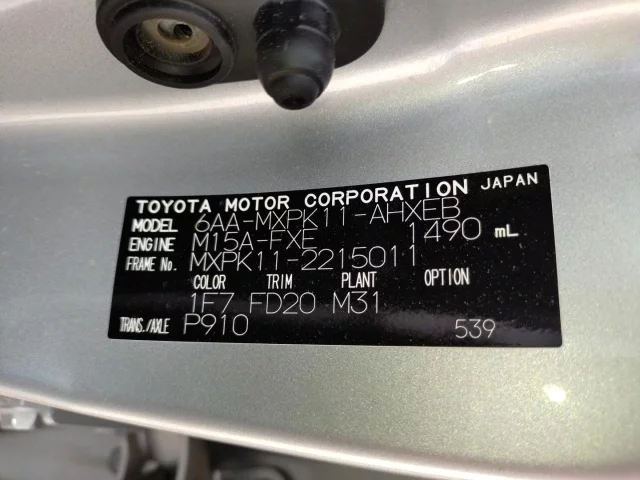 TOYOTA MOTOR CORPORATION JAPAN
MODEL 6AA-MXPK11-AHXEB
ENGINE M15A-FXE 1490 mL
FRAME No. MXPK11-2215011
COLOR TRIM PLANT OPTION
1F7 FD20 M31
TRANS./AXLE P910 539